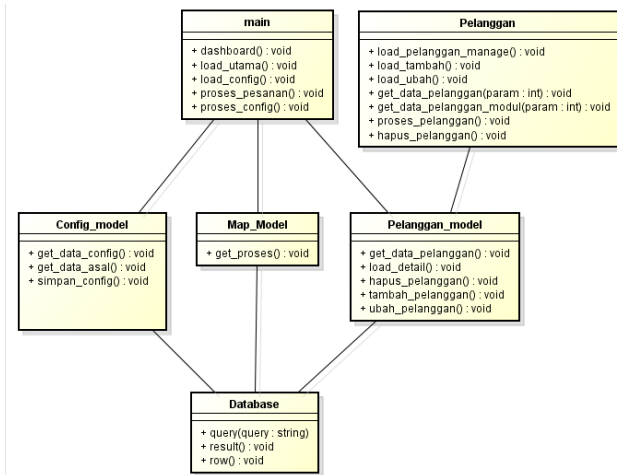 main
+ dashboard() : void
+ load_utama() : void
+ load_config() : void
+ proses_pesanan() : void
+ proses_config() : void
Pelanggan
+ load_pelanggan_manage() : void
+ load_tambah() : void
+ load_ubah() : void
+ get_data_pelanggan(param : int) : void
+ get_data_pelanggan_modul(param : int) : void
+ proses_pelanggan() : void
+ hapus_pelanggan() : void
Config_model
+ get_data_config() : void
+ get_data_asal() : void
+ simpan_config() : void
Map_Model
+ get_proses() : void
Pelanggan_model
+ get_data_pelanggan() : void
+ load_detail() : void
+ hapus_pelanggan() : void
+ tambah_pelanggan() : void
+ ubah_pelanggan() : void
Database
+ query(query : string)
+ result() : void
+ row() : void